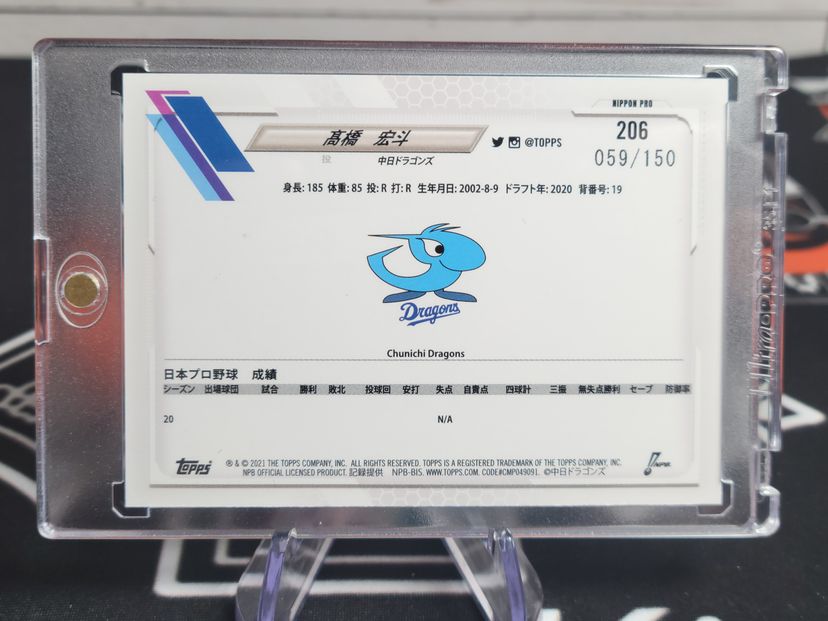 NIPPON PRO
206
059/150
髙橋 宏斗
@TOPPS
投
中日ドラゴンズ
身長: 185 体重: 85 投: R 打: R 生年月日: 2002-8-9 ドラフト年: 2020 背番号: 19
Dragons
Chunichi Dragons
日本プロ野球 成績
シーズン 出場球団 試合 勝利 敗北 投球回 安打 失点 自責点 四球計 三振 無失点勝利 セーブ 防御率
20 N/A
topps
® & © 2021 THE TOPPS COMPANY, INC. ALL RIGHTS RESERVED. TOPPS IS A REGISTERED TRADEMARK OF THE TOPPS COMPANY, INC.
NPB OFFICIAL LICENSED PRODUCT. 記録提供 NPB-BIS. WWW.TOPPS.COM. CODE#CMP049091. ©中日ドラゴンズ
NPB